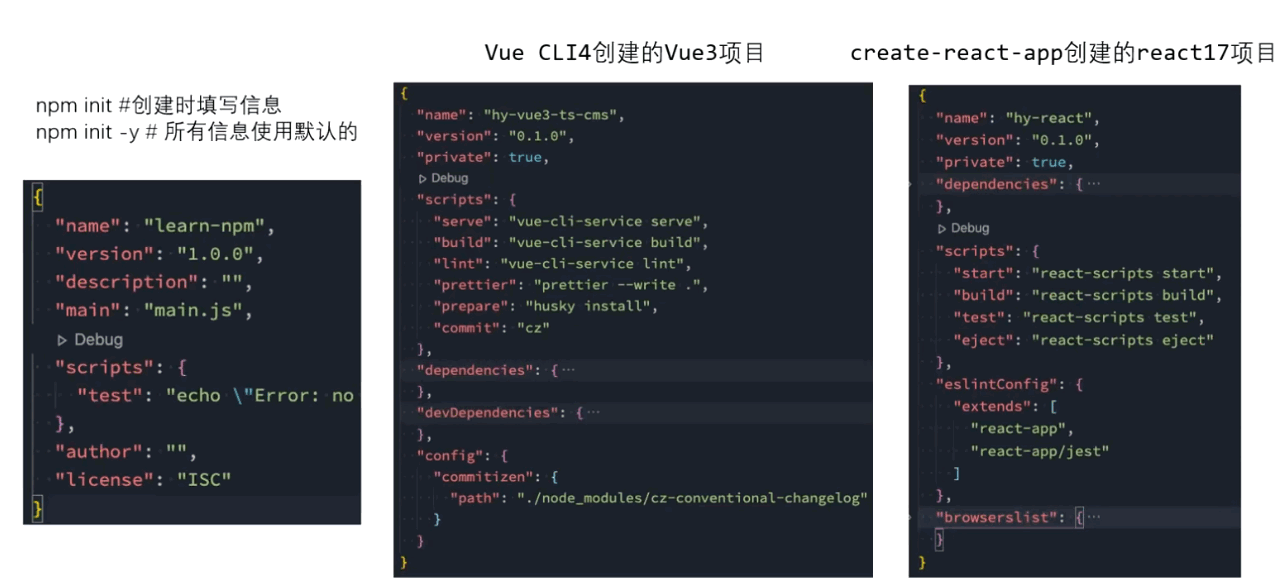 Vue CLI4创建的Vue3项目
create-react-app创建的react17项目
npm init #创建时填写信息
npm init -y # 所有信息使用默认的
{
"name": "learn-npm",
"version": "1.0.0",
"description": "",
"main": "main.js",
Debug
"scripts": {
"test": "echo \"Error: no
},
"author": "",
"license": "ISC"
}
{
"name": "hy-vue3-ts-cms",
"version": "0.1.0",
"private": true,
Debug
"scripts": {
"serve": "vue-cli-service serve",
"build": "vue-cli-service build",
"lint": "vue-cli-service lint",
"prettier": "prettier --write .",
"prepare": "husky install",
"commit": "cz"
},
"dependencies": {···
},
"devDependencies": {···
},
"config": {
"commitizen": {
"path": "./node_modules/cz-conventional-changelog"
}
}
}
{
"name": "hy-react",
"version": "0.1.0",
"private": true,
"dependencies": {···
},
Debug
"scripts": {
"start": "react-scripts start",
"build": "react-scripts build",
"test": "react-scripts test",
"eject": "react-scripts eject"
},
"eslintConfig": {
"extends": [
"react-app",
"react-app/jest"
]
},
"browserslist": {···
}
}